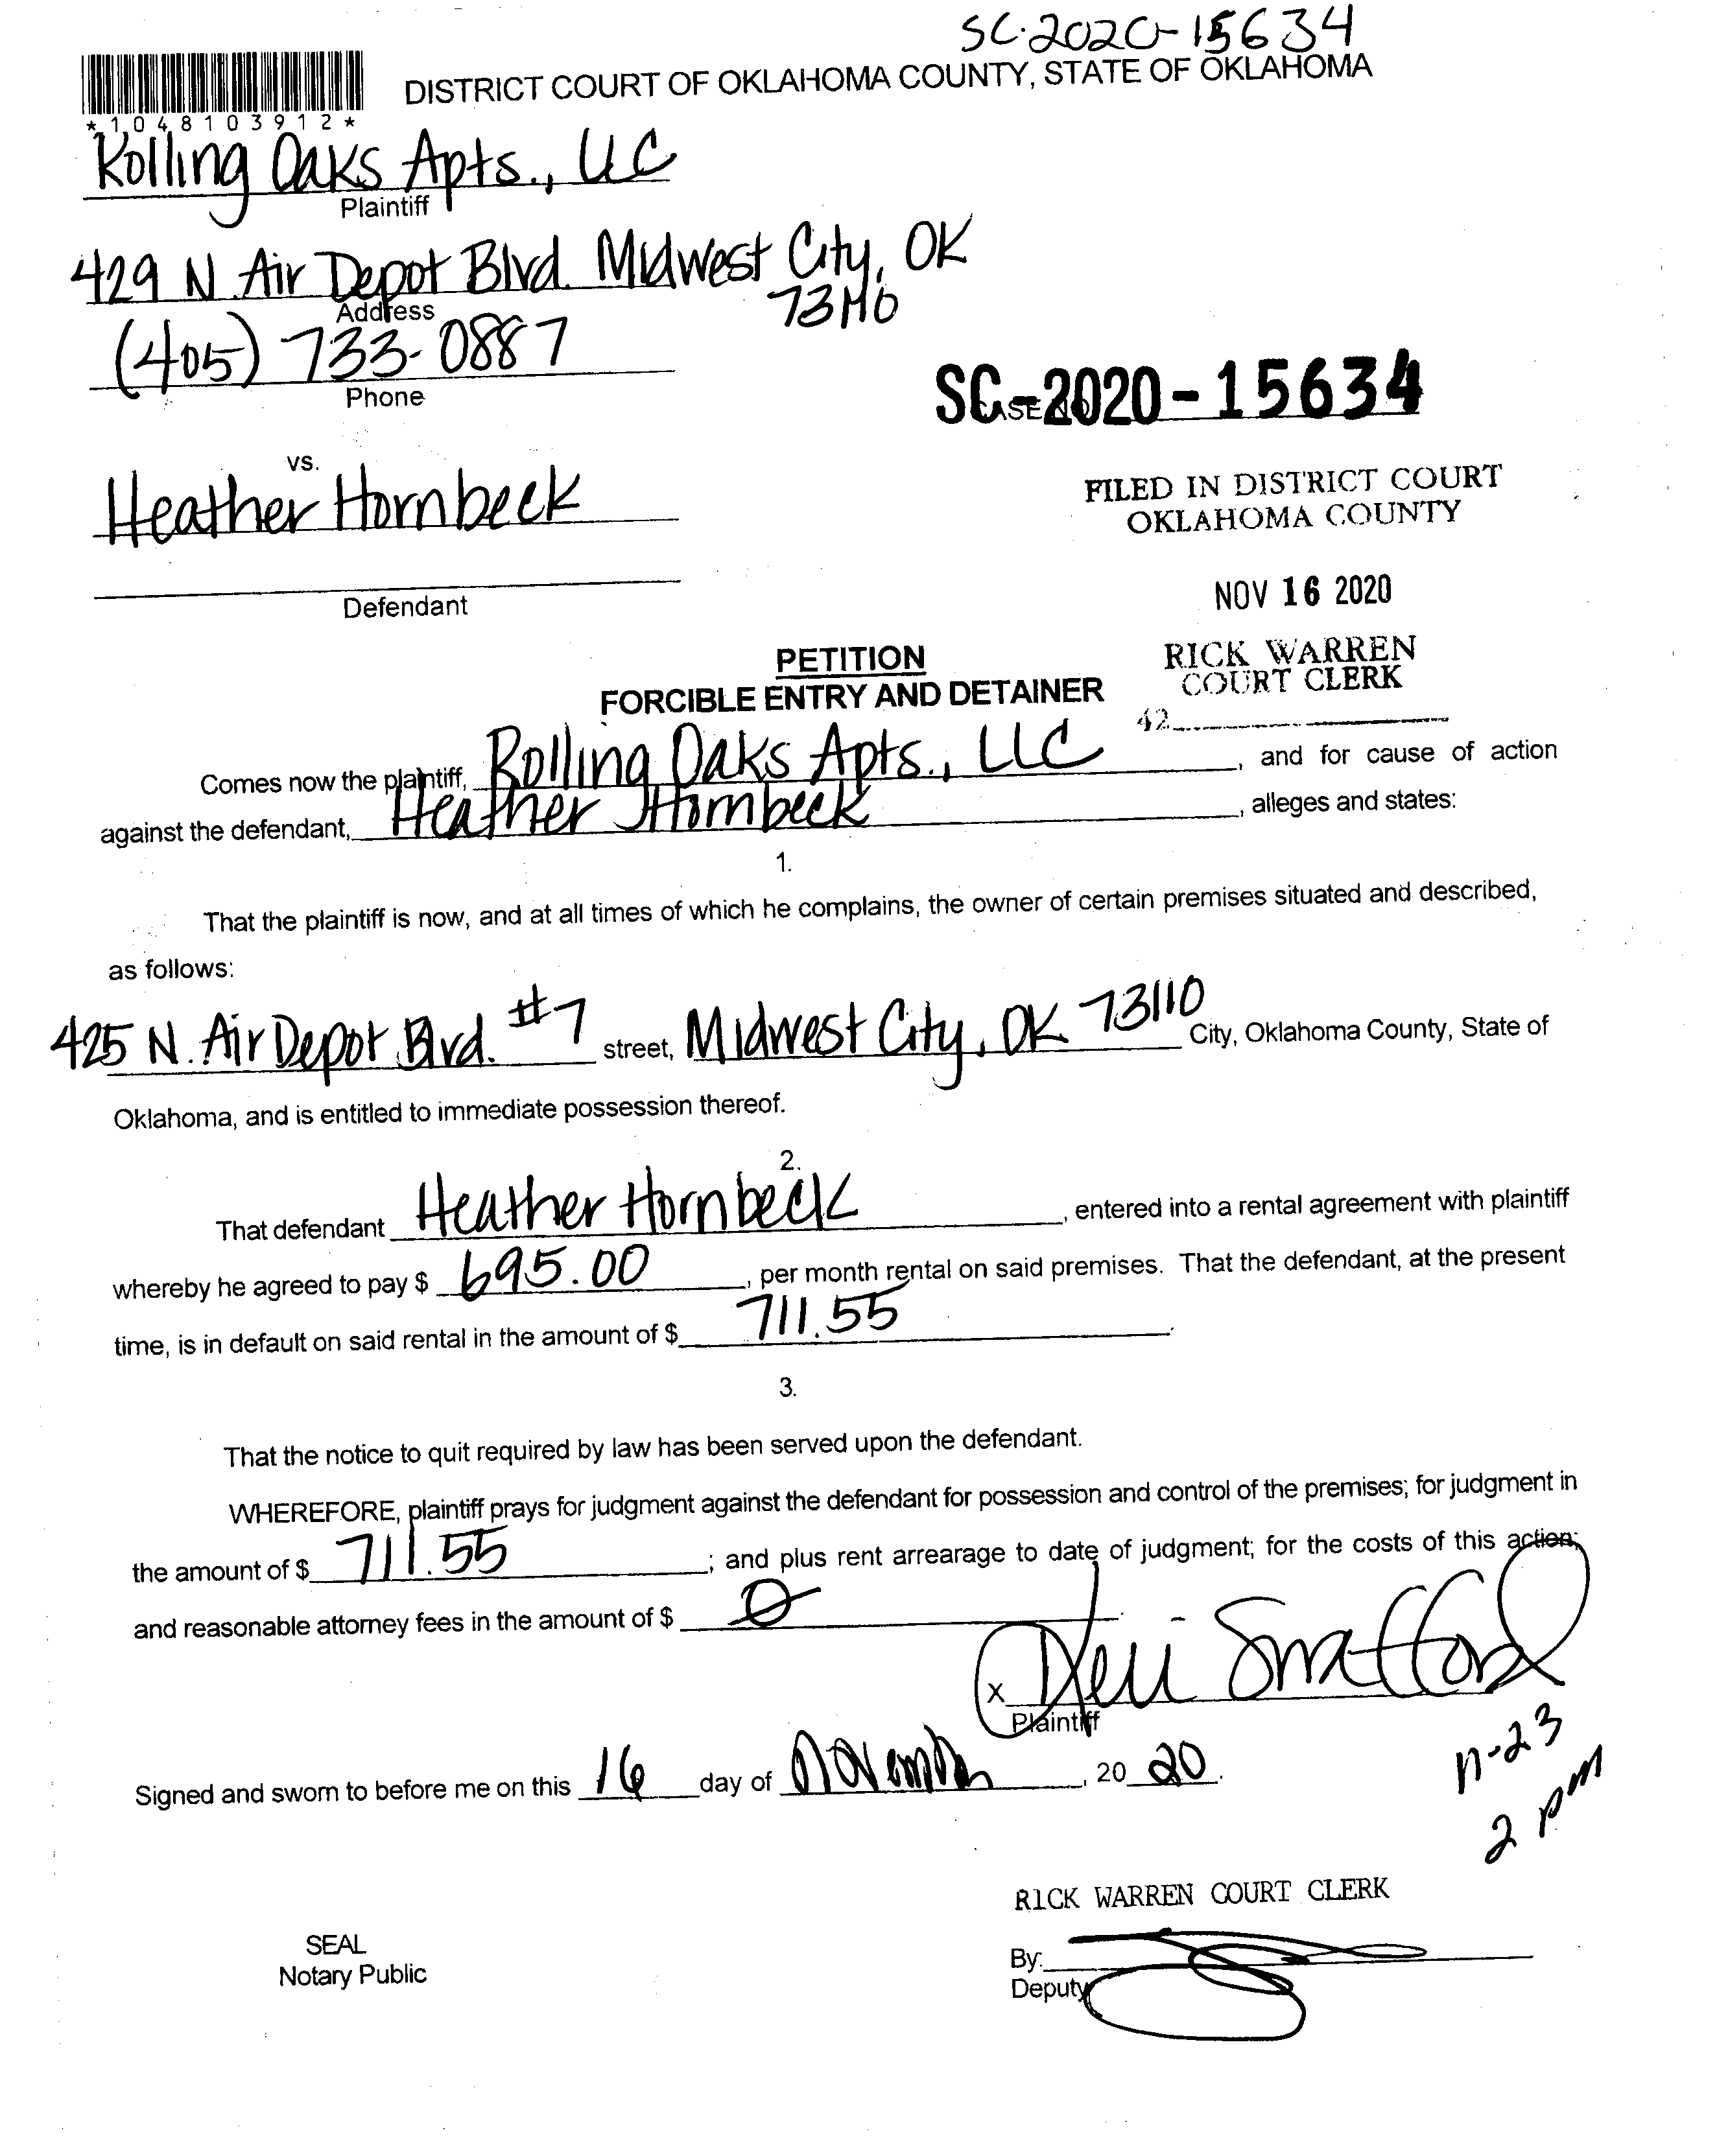 SC-2020-15634
DISTRICT COURT OF OKLAHOMA COUNTY, STATE OF OKLAHOMA
*1048103912*
Rolling Oaks Apts., LLC
Plaintiff
429 N. Air Depot Blvd. Midwest City, OK
73110
Address
(405) 733-0887
Phone
SC-2020-15634
CASE NO
vs.
Heather Hornbeck
FILED IN DISTRICT COURT
OKLAHOMA COUNTY
Defendant
NOV 16 2020
PETITION
FORCIBLE ENTRY AND DETAINER
RICK WARREN
COURT CLERK
42
Comes now the plaintiff, Rolling Oaks Apts., LLC, and for cause of action
against the defendant, Heather Hornbeck, alleges and states:
1.
That the plaintiff is now, and at all times of which he complains, the owner of certain premises situated and described,
as follows:
425 N. Air Depot Blvd. #7 street, Midwest City, OK 73110 City, Oklahoma County, State of
Oklahoma, and is entitled to immediate possession thereof.
2.
That defendant Heather Hornbeck, entered into a rental agreement with plaintiff
whereby he agreed to pay $ 695.00, per month rental on said premises. That the defendant, at the present
time, is in default on said rental in the amount of $ 711.55.
3.
That the notice to quit required by law has been served upon the defendant.
WHEREFORE, plaintiff prays for judgment against the defendant for possession and control of the premises; for judgment in
the amount of $ 711.55; and plus rent arrearage to date of judgment; for the costs of this action;
and reasonable attorney fees in the amount of $ 0.
X
Plaintiff
Signed and sworn to before me on this 16 day of November, 20 20.
11-23
2 pm
RICK WARREN COURT CLERK
SEAL
Notary Public
By:
Deputy